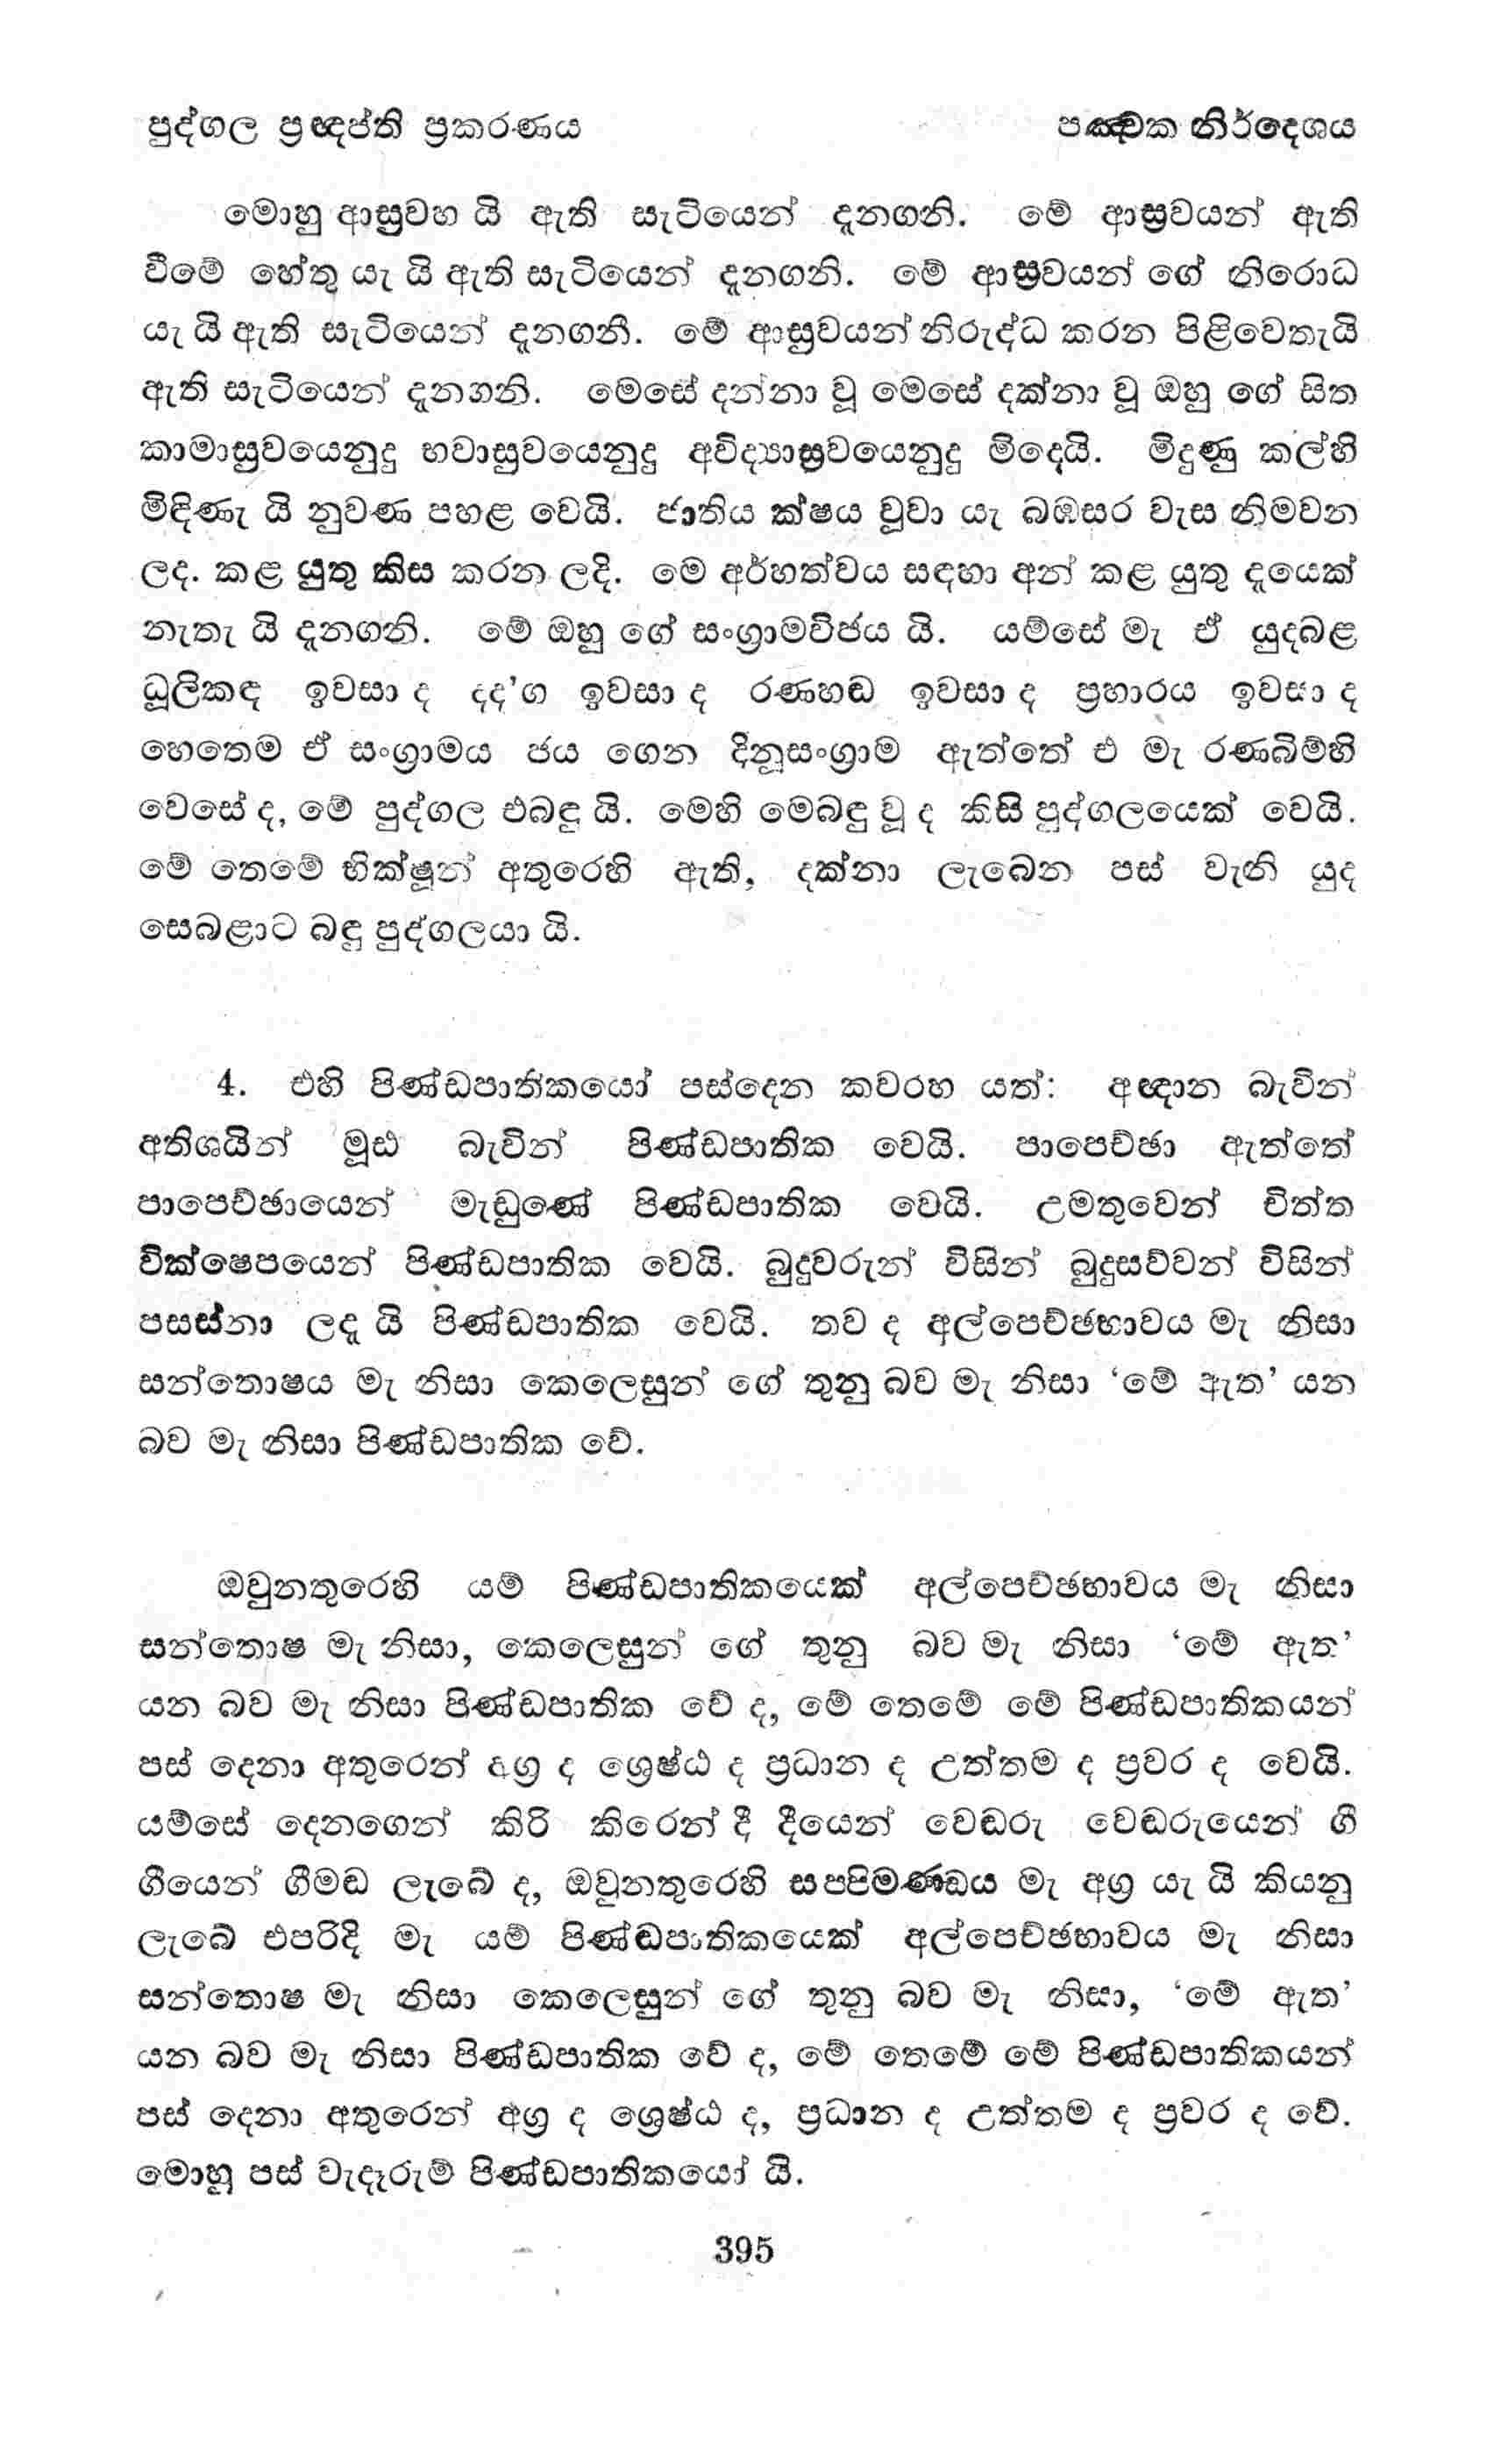 පුද්ගල ප්‍රඥප්ති ප්‍රකරණය පඤ්චක නිර්දෙශය
මොහු ආස්‍රවහ යි ඇති සැටියෙන් දැනගනි. මේ ආස්‍රවයන් ඇති
වීමේ හේතු යැ යි ඇති සැටියෙන් දැනගනි. මේ ආස්‍රවයන් ගේ නිරොධ
යැ යි ඇති සැටියෙන් දැනගනී. මේ ආස්‍රවයන් නිරුද්ධ කරන පිළිවෙතැයි
ඇති සැටියෙන් දැනගනි. මෙසේ දන්නා වූ මෙසේ දක්නා වූ ඔහු ගේ සිත
කාමාස්‍රවයෙනුදු භවාස්‍රවයෙනුදු අවිද්‍යාස්‍රවයෙනුදු මිදෙයි. මිදුණු කල්හි
මිඳිණැ යි නුවණ පහළ වෙයි. ජාතිය ක්ෂය වූවා යැ බඹසර වැස නිමවන
ලද. කළ යුතු කිස කරන ලදි. මෙ අර්හත්වය සඳහා අන් කළ යුතු දැයෙක්
නැතැ යි දැනගනි. මේ ඔහු ගේ සංග්‍රාමවිජය යි. යම්සේ මැ ඒ යුදබළ
ධූලිකඳ ඉවසා ද දද'ග ඉවසා ද රණහඬ ඉවසා ද ප්‍රහාරය ඉවසා ද
හෙතෙම ඒ සංග්‍රාමය ජය ගෙන දිනූසංග්‍රාම ඇත්තේ එ මැ රණබිම්හි
වෙසේ ද, මේ පුද්ගල එබඳු යි. මෙහි මෙබඳු වූ ද කිසි පුද්ගලයෙක් වෙයි.
මේ තෙමේ භික්ෂූන් අතුරෙහි ඇති, දක්නා ලැබෙන පස් වැනි යුද
සෙබළාට බඳු පුද්ගලයා යි.
4. එහි පිණ්ඩපාතිකයෝ පස්දෙන කවරහ යත්: අඥාන බැවින්
අතිශයින් මූඪ බැවින් පිණ්ඩපාතික වෙයි. පාපෙච්ඡා ඇත්තේ
පාපෙච්ඡායෙන් මැඩුණේ පිණ්ඩපාතික වෙයි. උමතුවෙන් චිත්ත
වික්ෂෙපයෙන් පිණ්ඩපාතික වෙයි. බුදුවරුන් විසින් බුදුසව්වන් විසින්
පසස්නා ලදැ යි පිණ්ඩපාතික වෙයි. තව ද අල්පෙච්ඡභාවය මැ නිසා
සන්තොෂය මැ නිසා කෙලෙසුන් ගේ තුනු බව මැ නිසා ‘මේ ඇත’ යන
බව මැ නිසා පිණ්ඩපාතික වේ.
ඔවුනතුරෙහි යම් පිණ්ඩපාතිකයෙක් අල්පෙච්ඡභාවය මැ නිසා
සන්තොෂ මැ නිසා, කෙලෙසුන් ගේ තුනු බව මැ නිසා ‘මේ ඇත’
යන බව මැ නිසා පිණ්ඩපාතික වේ ද, මේ තෙමේ මේ පිණ්ඩපාතිකයන්
පස් දෙනා අතුරෙන් අග්‍ර ද ශ්‍රෙෂ්ඨ ද ප්‍රධාන ද උත්තම ද ප්‍රවර ද වෙයි.
යම්සේ දෙනගෙන් කිරි කිරෙන් දී දීයෙන් වෙඬරු වෙඬරුයෙන් ගී
ගීයෙන් ගීමඬ ලැබේ ද, ඔවුනතුරෙහි සප්පිමණ්ඩය මැ අග්‍ර යැ යි කියනු
ලැබේ එපරිදි මැ යම් පිණ්ඩපාතිකයෙක් අල්පෙච්ඡභාවය මැ නිසා
සන්තොෂ මැ නිසා කෙලෙසුන් ගේ තුනු බව මැ නිසා, ‘මේ ඇත’
යන බව මැ නිසා පිණ්ඩපාතික වේ ද, මේ තෙමේ මේ පිණ්ඩපාතිකයන්
පස් දෙනා අතුරෙන් අග්‍ර ද ශ්‍රෙෂ්ඨ ද, ප්‍රධාන ද උත්තම ද ප්‍රවර ද වේ.
මොහු පස් වැදෑරුම් පිණ්ඩපාතිකයෝ යි.
395